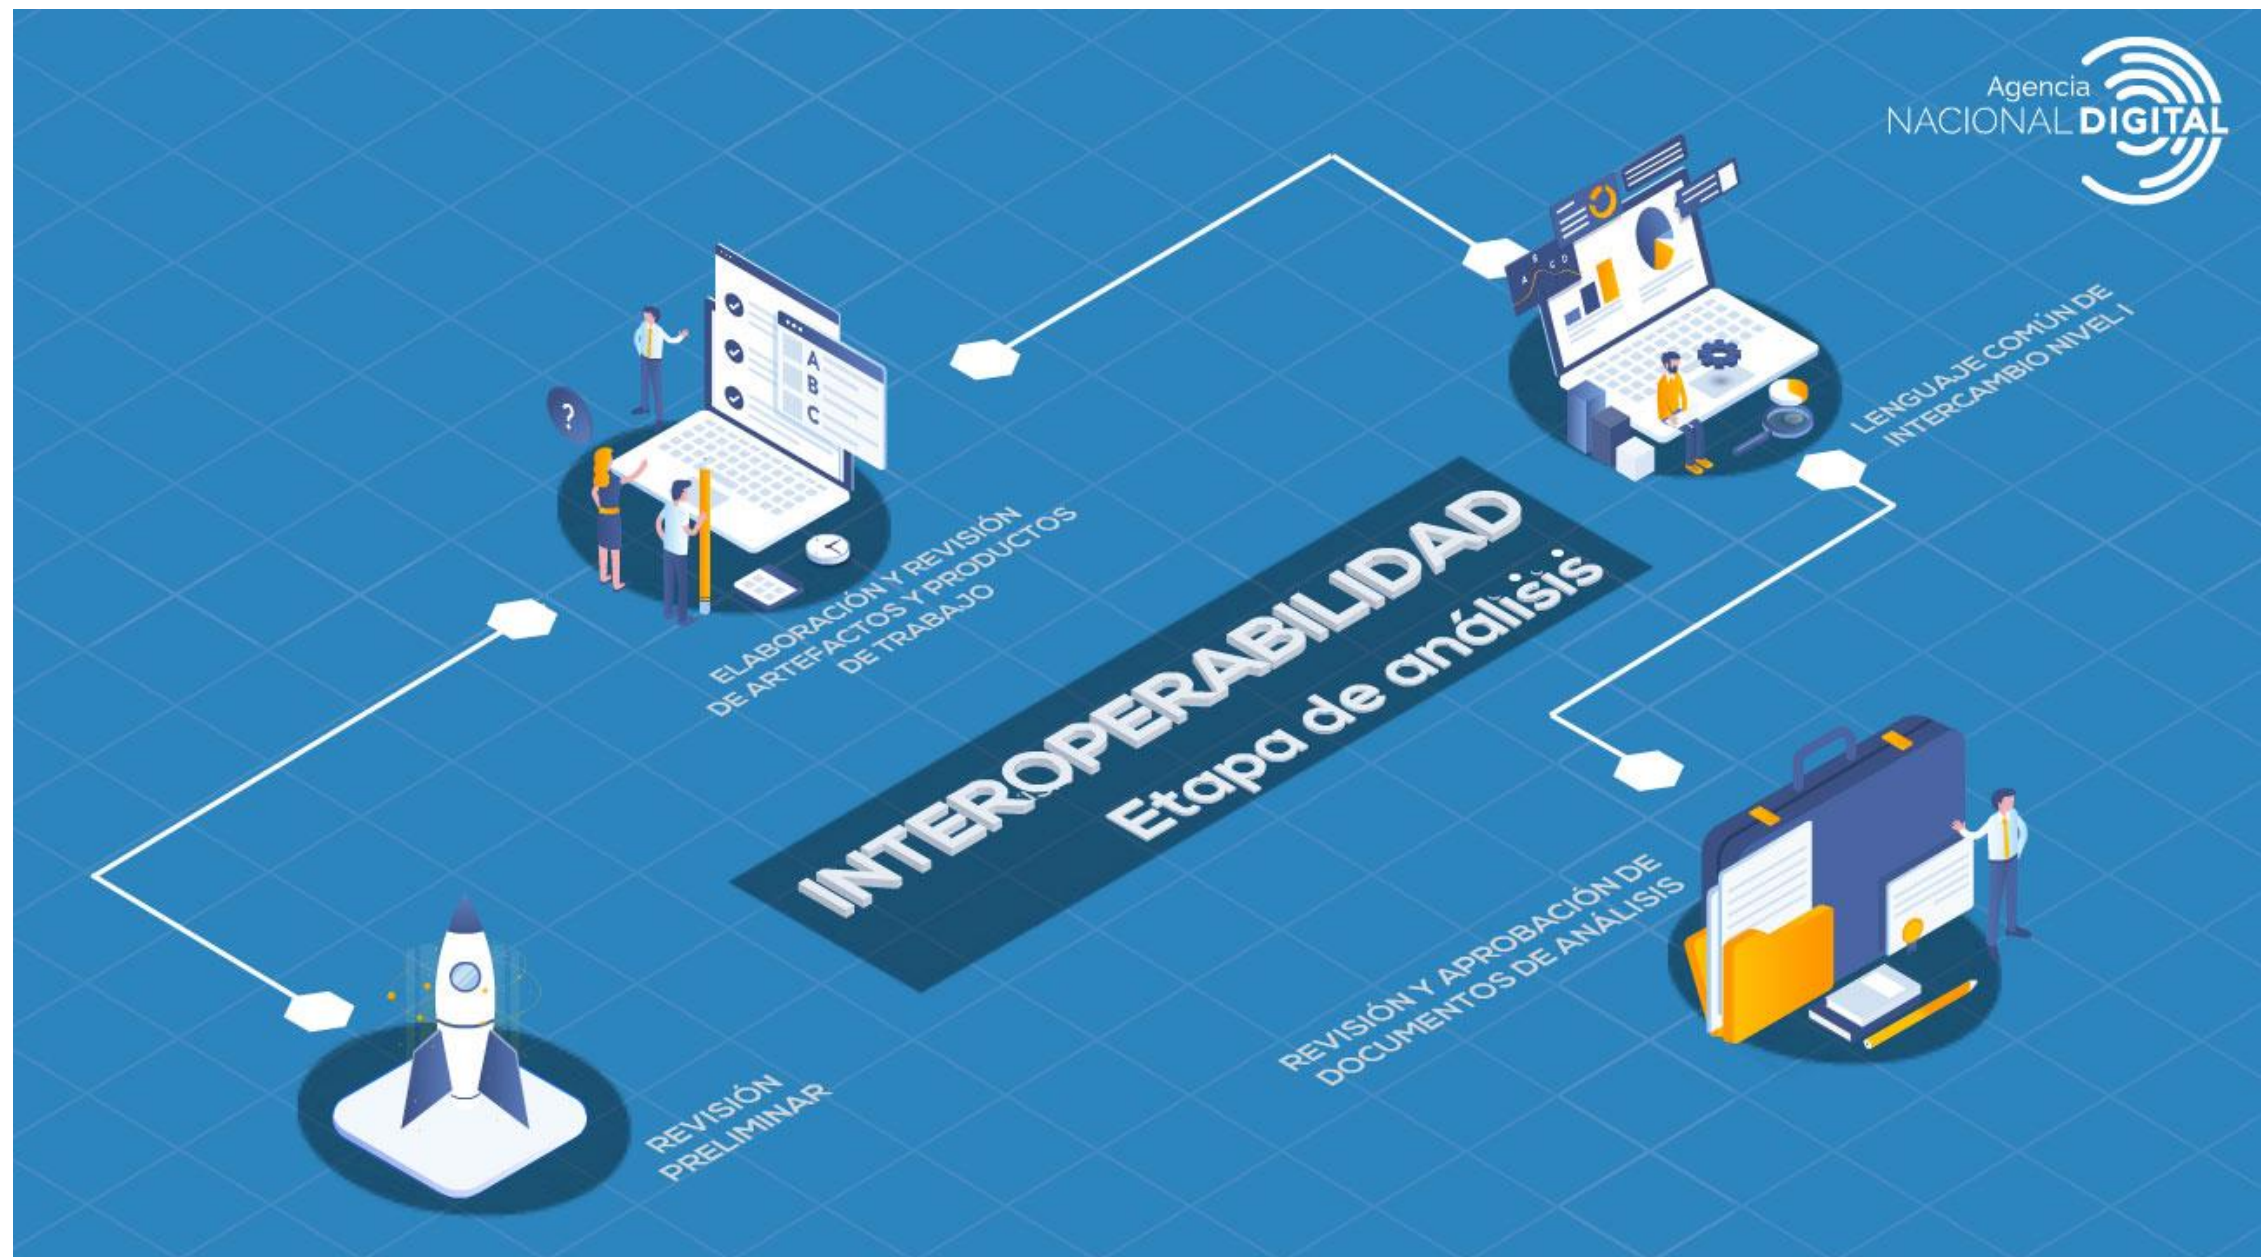 Agencia
NACIONAL DIGITAL
A
B
C
D
?
A
B
C
LENGUAJE COMÚN DE
INTERCAMBIO NIVEL I
ELABORACIÓN Y REVISIÓN
DE ARTEFACTOS Y PRODUCTOS
DE TRABAJO
INTEROPERABILIDAD
Etapa de análisis
REVISIÓN Y APROBACIÓN DE
DOCUMENTOS DE ANÁLISIS
REVISIÓN
PRELIMINAR